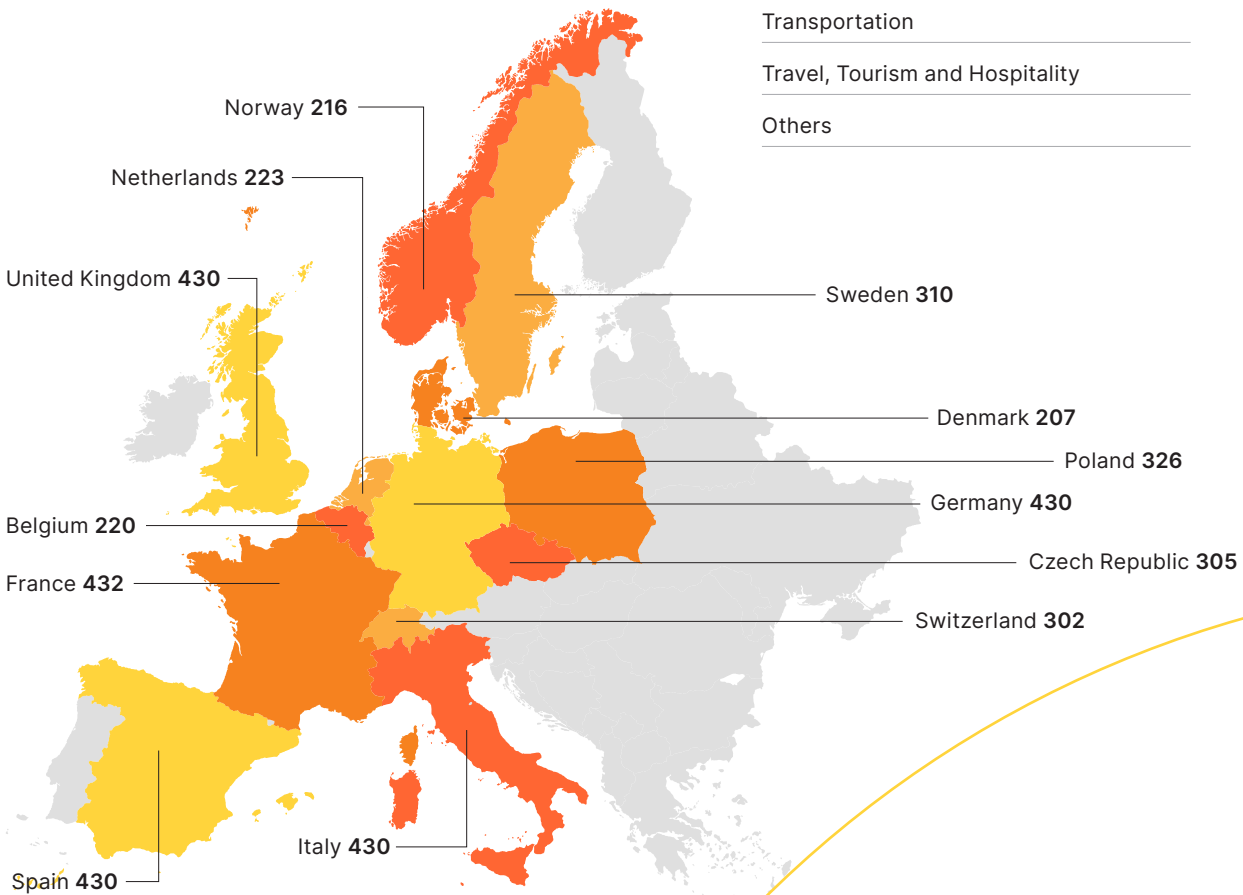 Transportation
Travel, Tourism and Hospitality
Others
Norway 216
Netherlands 223
United Kingdom 430
Sweden 310
Denmark 207
Poland 326
Germany 430
Belgium 220
Czech Republic 305
France 432
Switzerland 302
Italy 430
Spain 430